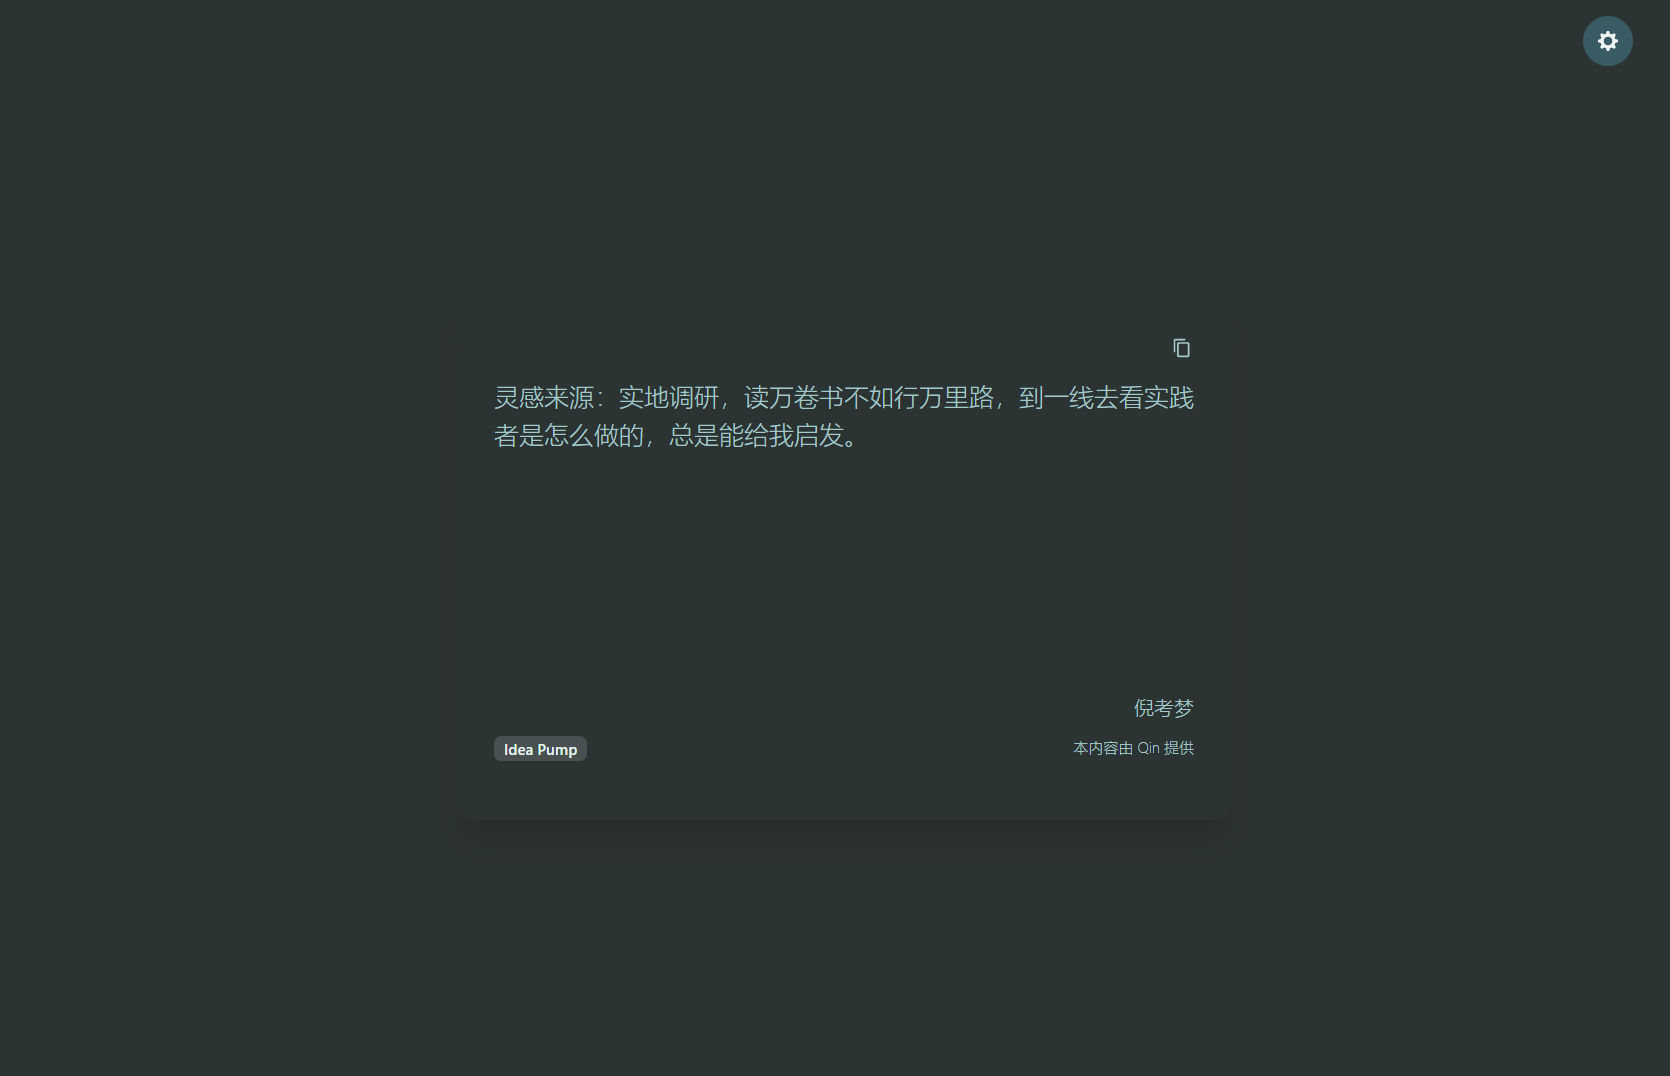 灵感来源：实地调研，读万卷书不如行万里路，到一线去看实践
者是怎么做的，总是能给我启发。
倪考梦
Idea Pump
本内容由 Qin 提供